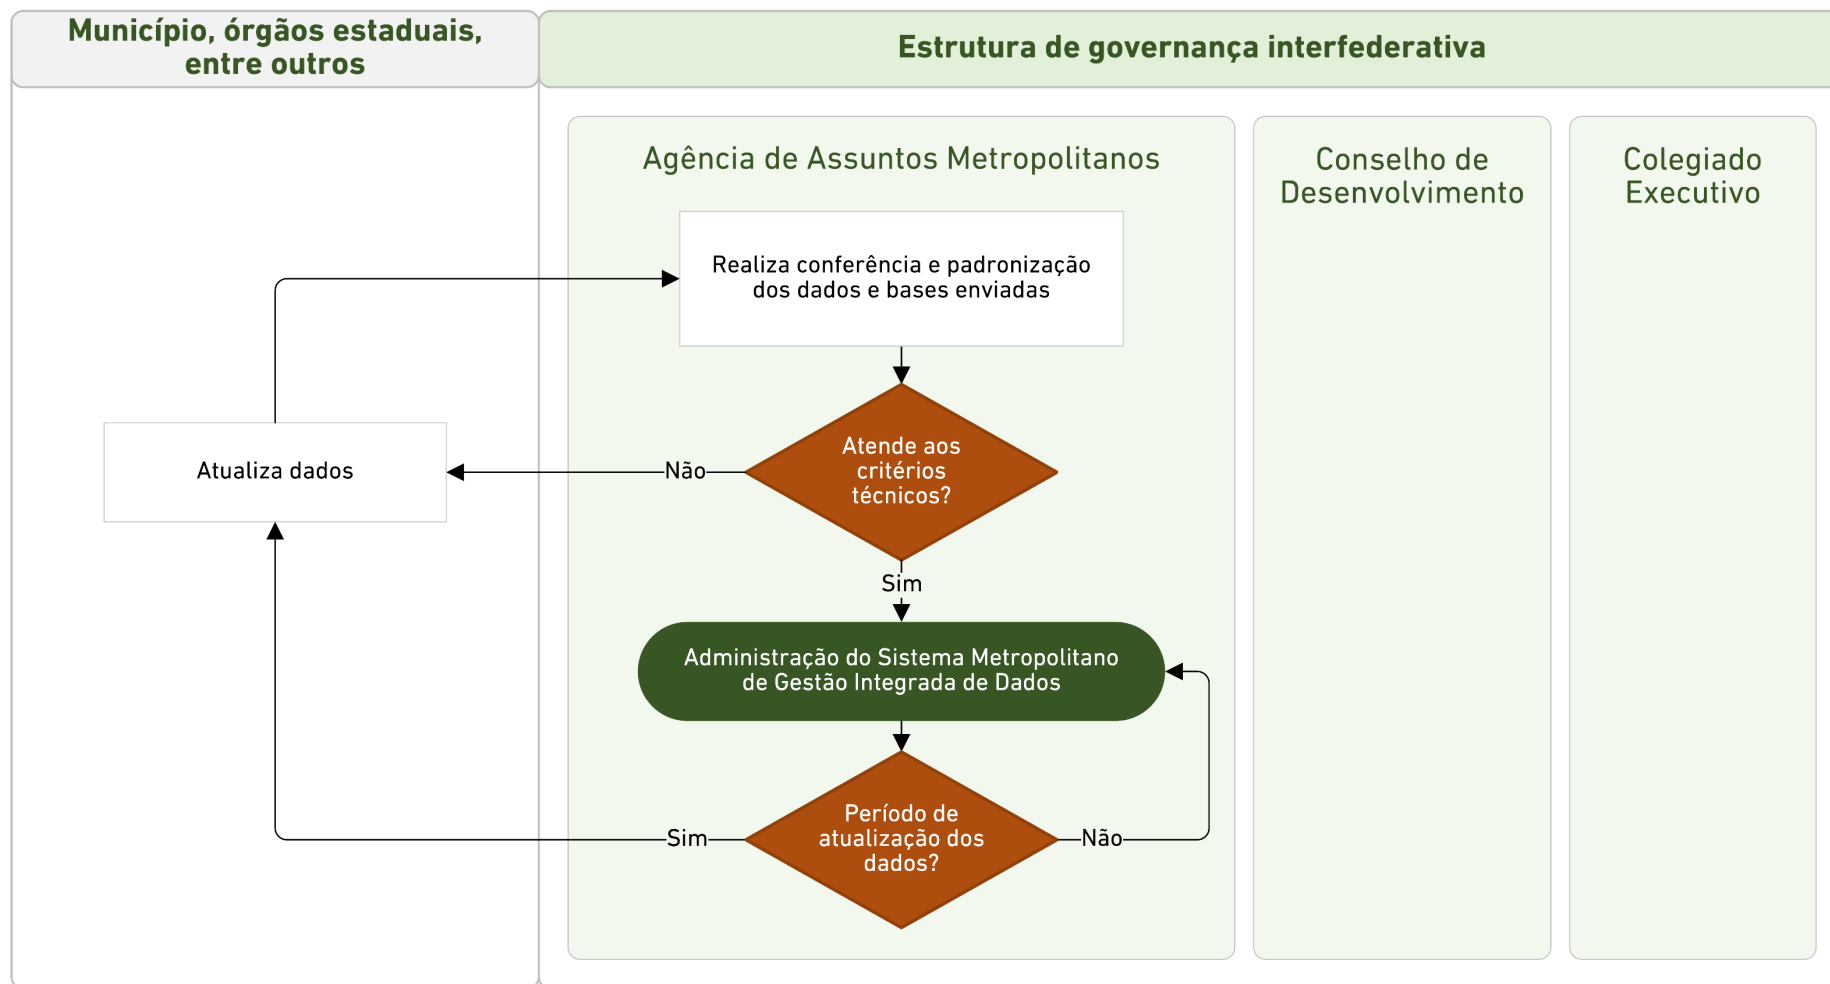 Município, órgãos estaduais,
entre outros
Estrutura de governança interfederativa
Agência de Assuntos Metropolitanos
Conselho de
Desenvolvimento
Colegiado
Executivo
Realiza conferência e padronização
dos dados e bases enviadas
Atualiza dados
Não
Atende aos
critérios
técnicos?
Sim
Administração do Sistema Metropolitano
de Gestão Integrada de Dados
Sim
Período de
atualização dos
dados?
Não